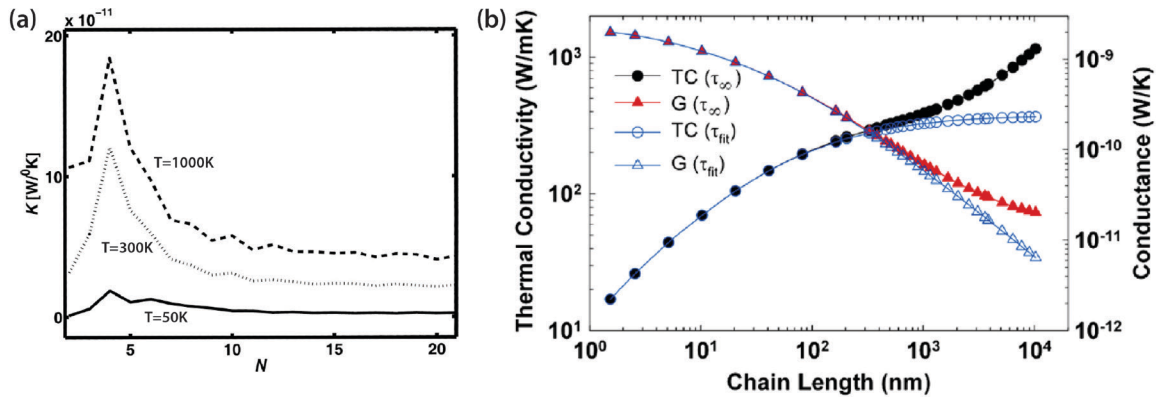 (a)
x 10⁻¹¹
20
10
0
K [W/⁰K]
T=1000K
T=300K
T=50K
5
10
15
20
N
(b)
Thermal Conductivity (W/mK)
10³
10²
10¹
TC (τ∞)
G (τ∞)
TC (τfit)
G (τfit)
10⁻⁹
10⁻¹⁰
10⁻¹¹
10⁻¹²
Conductance (W/K)
10⁰
10¹
10²
10³
10⁴
Chain Length (nm)